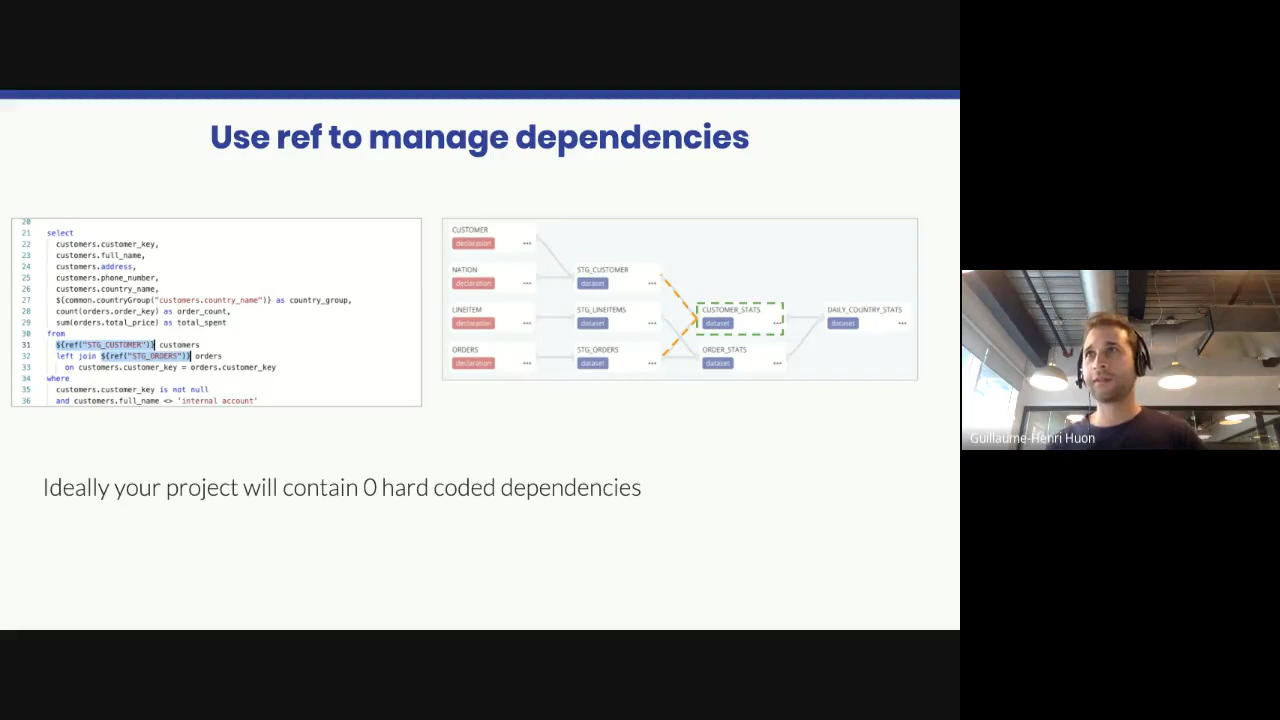 Use ref to manage dependencies
20
21 select
22 customers.customer_key,
23 customers.full_name,
24 customers.address,
25 customers.phone_number,
26 customers.country_name,
27 ${common.countryGroup("customers.country_name")} as country_group,
28 count(orders.order_key) as order_count,
29 sum(orders.total_price) as total_spent
30 from
31 ${ref("STG_CUSTOMER")} customers
32 left join ${ref("STG_ORDERS")} orders
33 on customers.customer_key = orders.customer_key
34 where
35 customers.customer_key is not null
36 and customers.full_name <> 'internal account'
CUSTOMER
declaration
NATION
declaration
LINEITEM
declaration
ORDERS
declaration
STG_CUSTOMER
dataset
STG_LINEITEMS
dataset
STG_ORDERS
dataset
CUSTOMER_STATS
dataset
ORDER_STATS
dataset
DAILY_COUNTRY_STATS
dataset
Ideally your project will contain 0 hard coded dependencies
Guillaume-Henri Huon